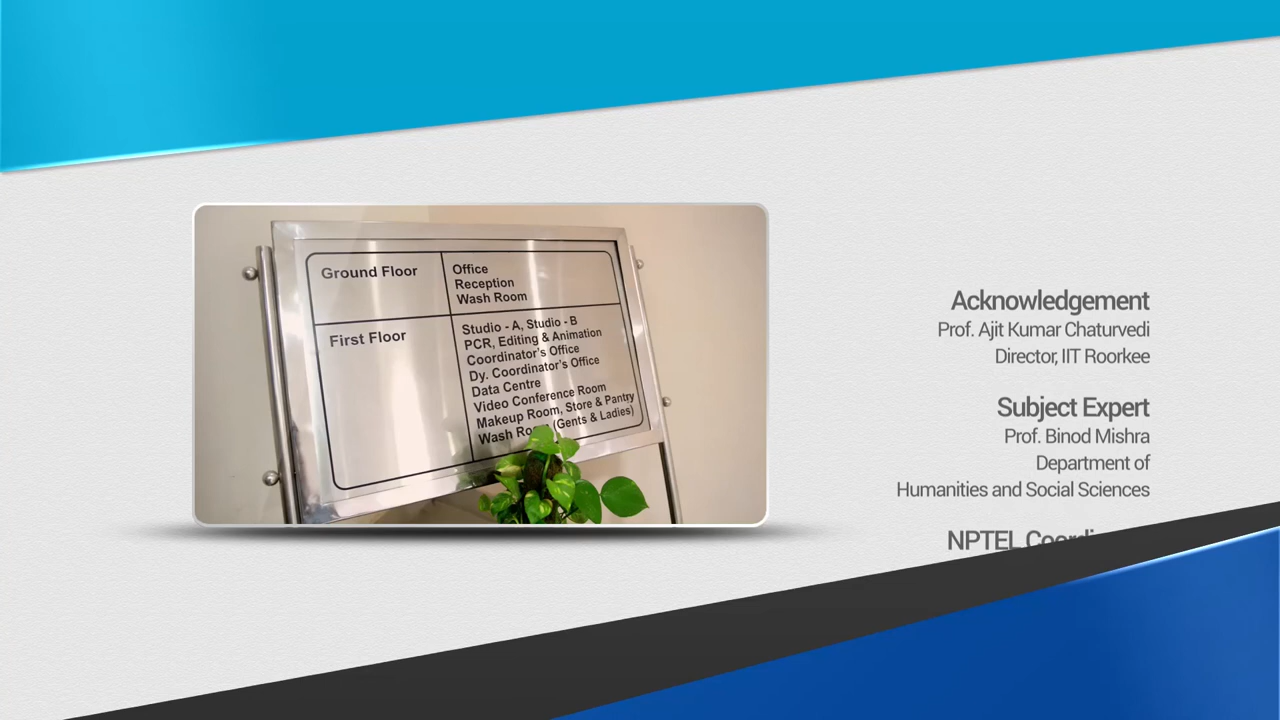 Ground Floor
Office
Reception
Wash Room
First Floor
Studio - A, Studio - B
PCR, Editing & Animation
Coordinator's Office
Dy. Coordinator's Office
Data Centre
Video Conference Room
Makeup Room, Store & Pantry
Wash Room (Gents & Ladies)
Acknowledgement
Prof. Ajit Kumar Chaturvedi
Director, IIT Roorkee
Subject Expert
Prof. Binod Mishra
Department of
Humanities and Social Sciences
NPTEL